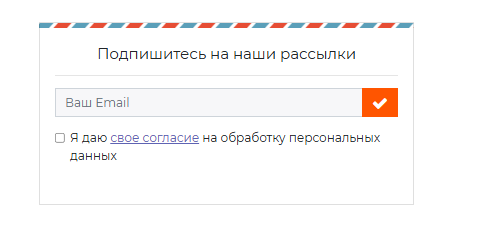 Подпишитесь на наши рассылки
Ваш Email
Я даю свое согласие на обработку персональных
данных